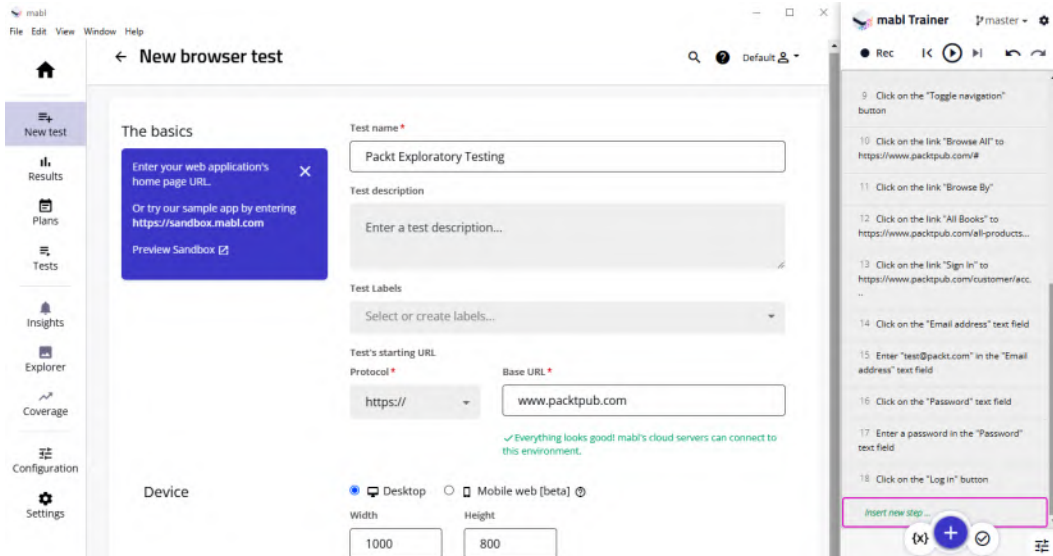 mabl
File Edit View Window Help
← New browser test
Default
New test
Results
Plans
Tests
Insights
Explorer
Coverage
Configuration
Settings
The basics
Enter your web application's
home page URL.
Or try our sample app by entering
https://sandbox.mabl.com
Preview Sandbox
Test name *
Packt Exploratory Testing
Test description
Enter a test description...
Test Labels
Select or create labels...
Test's starting URL
Protocol *
Base URL *
https://
www.packtpub.com
✓Everything looks good! mabl's cloud servers can connect to
this environment.
Device
Desktop
Mobile web [beta]
Width
Height
1000
800
mabl Trainer
master
Rec
9 Click on the "Toggle navigation"
button
10 Click on the link "Browse All" to
https://www.packtpub.com/#
11 Click on the link "Browse By"
12 Click on the link "All Books" to
https://www.packtpub.com/all-products...
13 Click on the link "Sign In" to
https://www.packtpub.com/customer/acc.
..
14 Click on the "Email address" text field
15 Enter "test@packt.com" in the "Email
address" text field
16 Click on the "Password" text field
17 Enter a password in the "Password"
text field
18 Click on the "Log in" button
Insert new step ...
{x}